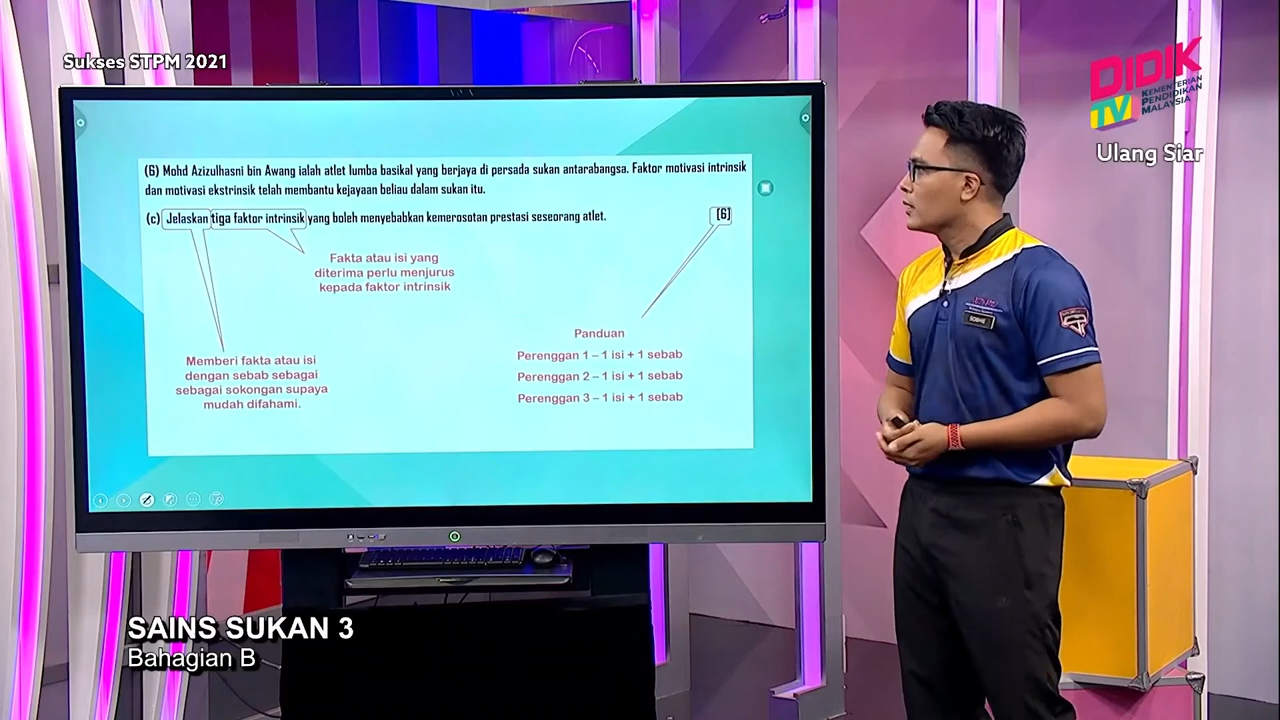 Sukses STPM 2021
DIDIK
TV
KEMENTERIAN
PENDIDIKAN
MALAYSIA
Ulang Siar
(6) Mohd Azizulhasni bin Awang ialah atlet lumba basikal yang berjaya di persada sukan antarabangsa. Faktor motivasi intrinsik
dan motivasi ekstrinsik telah membantu kejayaan beliau dalam sukan itu.
(c) Jelaskan tiga faktor intrinsik yang boleh menyebabkan kemerosotan prestasi seseorang atlet. [6]
Fakta atau isi yang
diterima perlu menjurus
kepada faktor intrinsik
Memberi fakta atau isi
dengan sebab sebagai
sebagai sokongan supaya
mudah difahami.
Panduan
Perenggan 1 – 1 isi + 1 sebab
Perenggan 2 – 1 isi + 1 sebab
Perenggan 3 – 1 isi + 1 sebab
SAINS SUKAN 3
Bahagian B